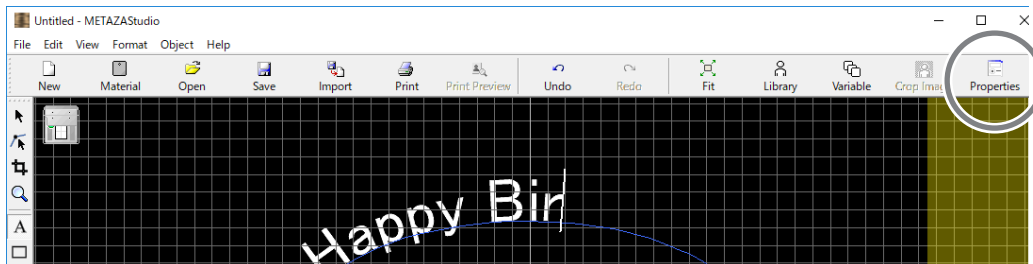 Untitled - METAZAStudio
File Edit View Format Object Help
New Material Open Save Import Print Print Preview Undo Redo Fit Library Variable Crop Imag Properties
A
Happy Bir